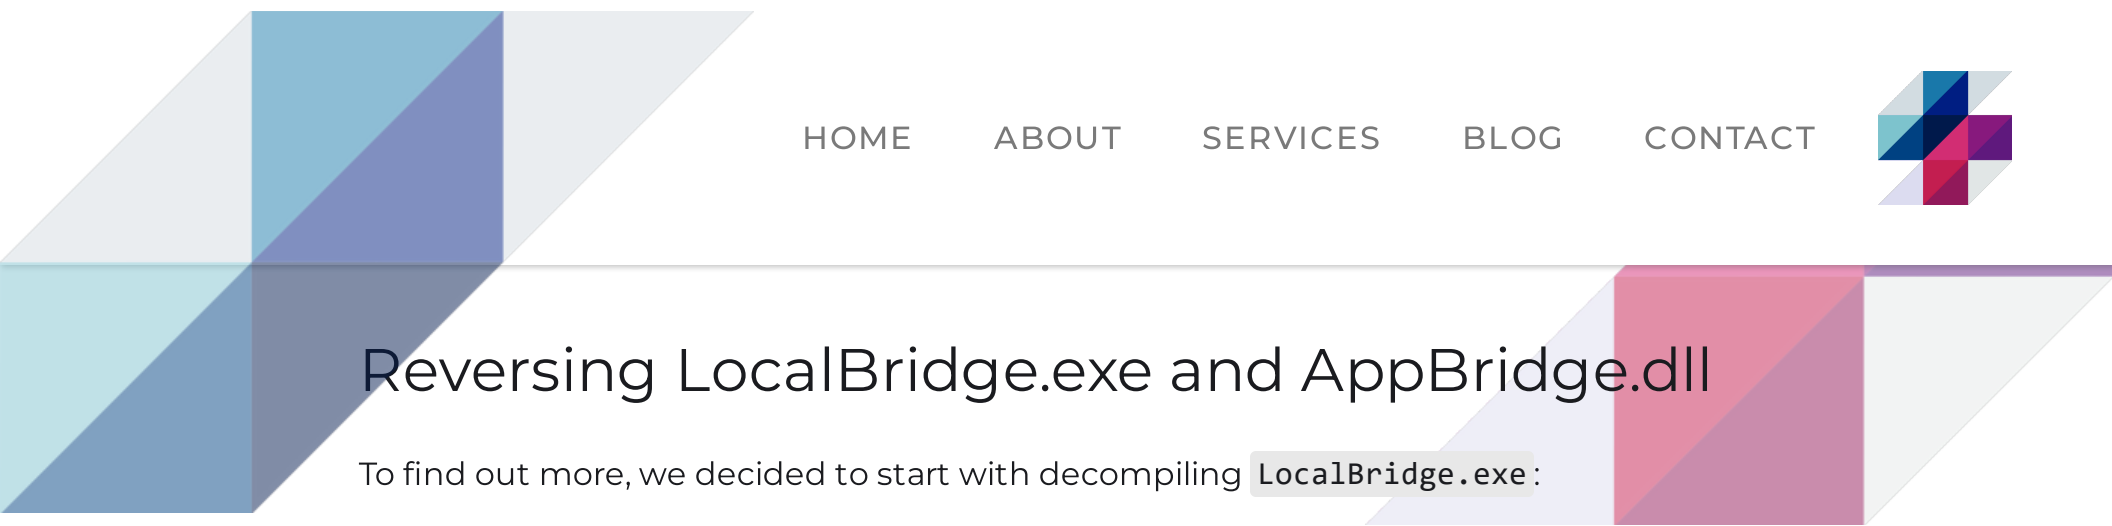 HOME ABOUT SERVICES BLOG CONTACT
Reversing LocalBridge.exe and AppBridge.dll
To find out more, we decided to start with decompiling LocalBridge.exe: